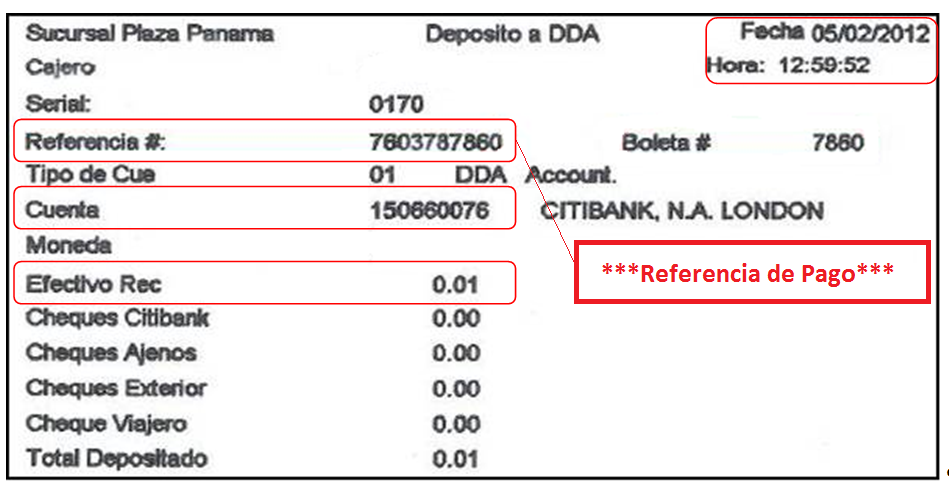 Sucursal Plaza Panama Deposito a DDA Fecha 05/02/2012
Cajero Hora: 12:59:52
Serial: 0170
Referencia #: 7603787860 Boleta # 7860
Tipo de Cue 01 DDA Account.
Cuenta 150660076 CITIBANK, N.A. LONDON
Moneda
***Referencia de Pago***
Efectivo Rec 0.01
Cheques Citibank 0.00
Cheques Ajenos 0.00
Cheques Exterior 0.00
Cheque Viajero 0.00
Total Depositado 0.01